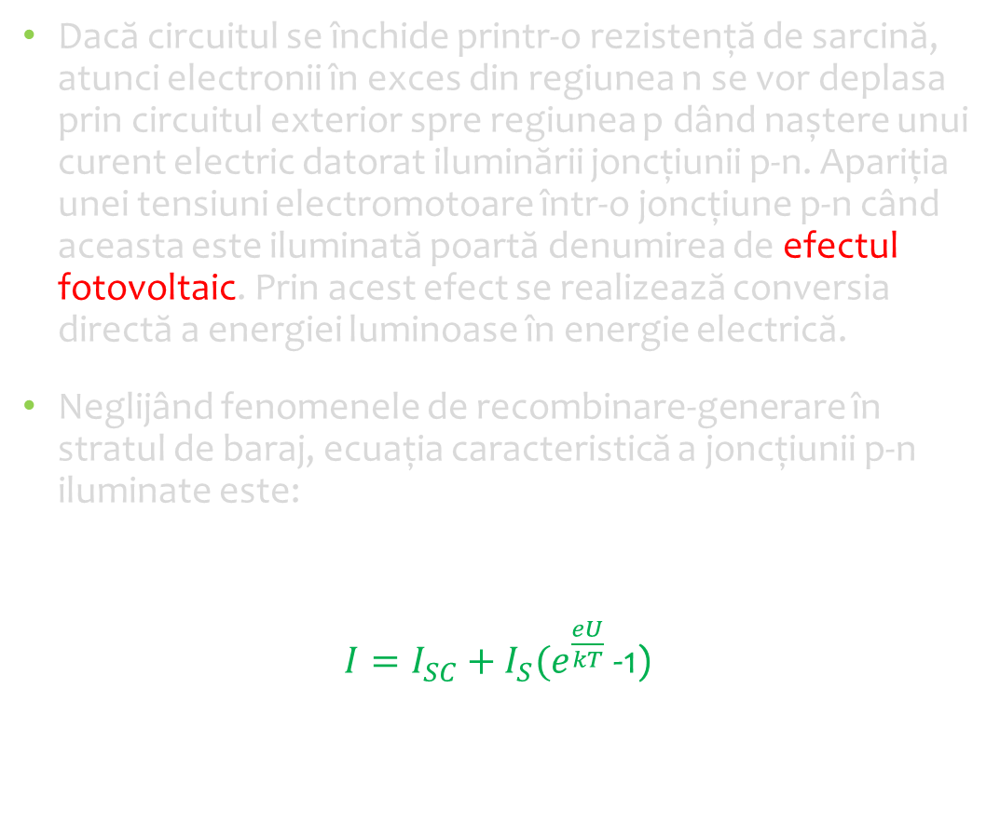 • Dacă circuitul se închide printr-o rezistență de sarcină,
atunci electronii în exces din regiunea n se vor deplasa
prin circuitul exterior spre regiunea p dând naștere unui
curent electric datorat iluminării joncțiunii p-n. Apariția
unei tensiuni electromotoare într-o joncțiune p-n când
aceasta este iluminată poartă denumirea de efectul
fotovoltaic. Prin acest efect se realizează conversia
directă a energiei luminoase în energie electrică.
• Neglijând fenomenele de recombinare-generare în
stratul de baraj, ecuația caracteristică a joncțiunii p-n
iluminate este:
$I = I_{SC} + I_S(e^{\frac{eU}{kT}} -1)$